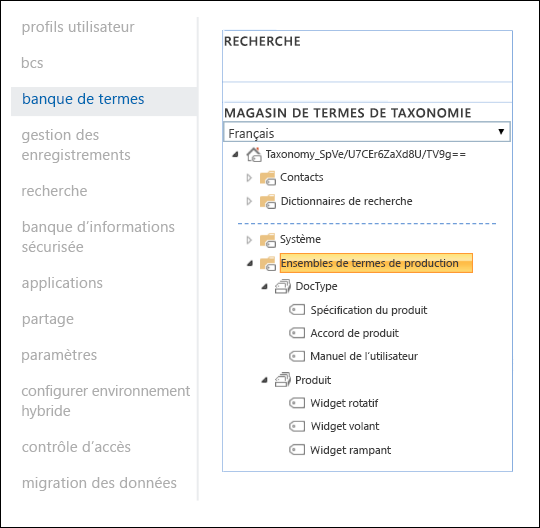 profils utilisateur
bcs
banque de termes
gestion des
enregistrements
recherche
banque d'informations
sécurisée
applications
partage
paramètres
configurer environnement
hybride
contrôle d'accès
migration des données
RECHERCHE
MAGASIN DE TERMES DE TAXONOMIE
Français
Taxonomy_SpVe/U7CEr6ZaXd8U/TV9g==
Contacts
Dictionnaires de recherche
Système
Ensembles de termes de production
DocType
Spécification du produit
Accord de produit
Manuel de l'utilisateur
Produit
Widget rotatif
Widget volant
Widget rampant